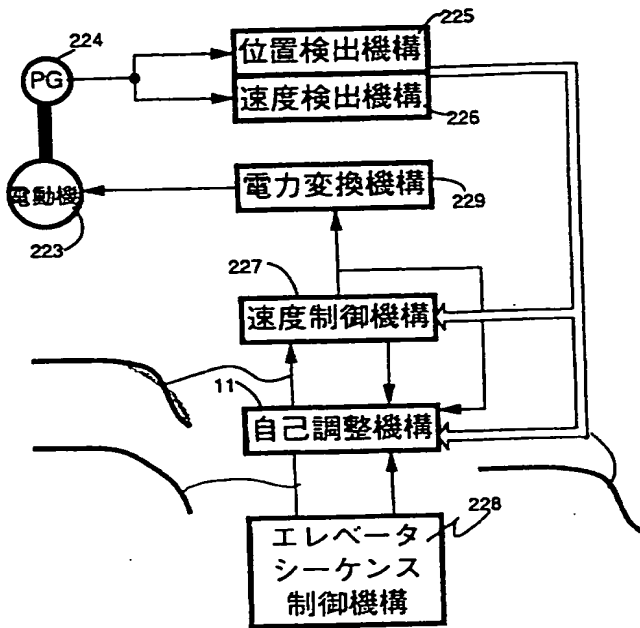 225
224
位置検出機構
PG
速度検出機構
226
電力変換機構
電動機
229
223
227
速度制御機構
11
自己調整機構
228
エレベータ
シーケンス
制御機構